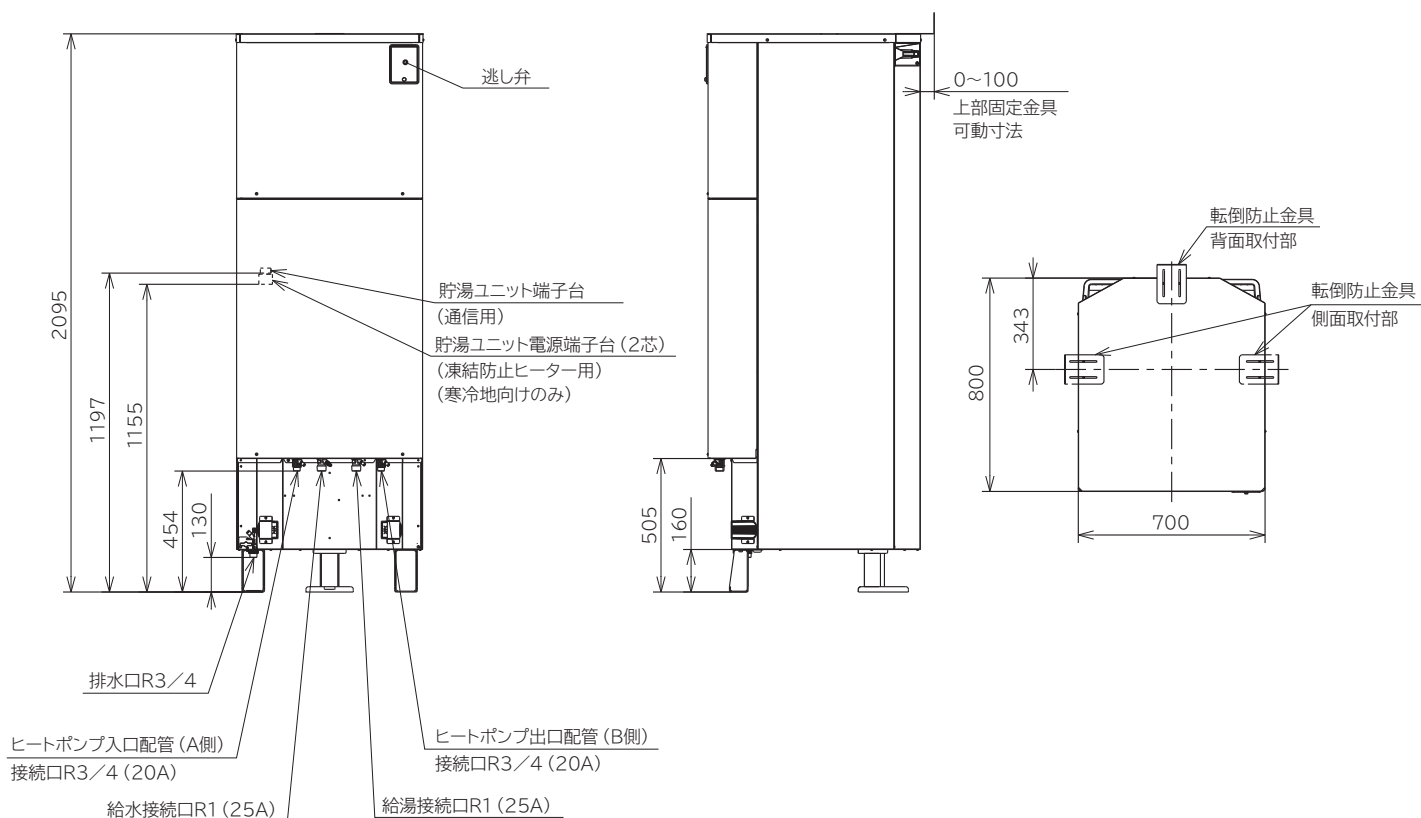 逃し弁
0~100
上部固定金具
可動寸法
転倒防止金具
背面取付部
転倒防止金具
側面取付部
343
800
700
2095
1197
1155
454
130
貯湯ユニット端子台
(通信用)
貯湯ユニット電源端子台(2芯)
(凍結防止ヒーター用)
(寒冷地向けのみ)
505
160
排水口R3/4
ヒートポンプ入口配管(A側)
接続口R3/4(20A)
ヒートポンプ出口配管(B側)
接続口R3/4(20A)
給水接続口R1(25A)
給湯接続口R1(25A)